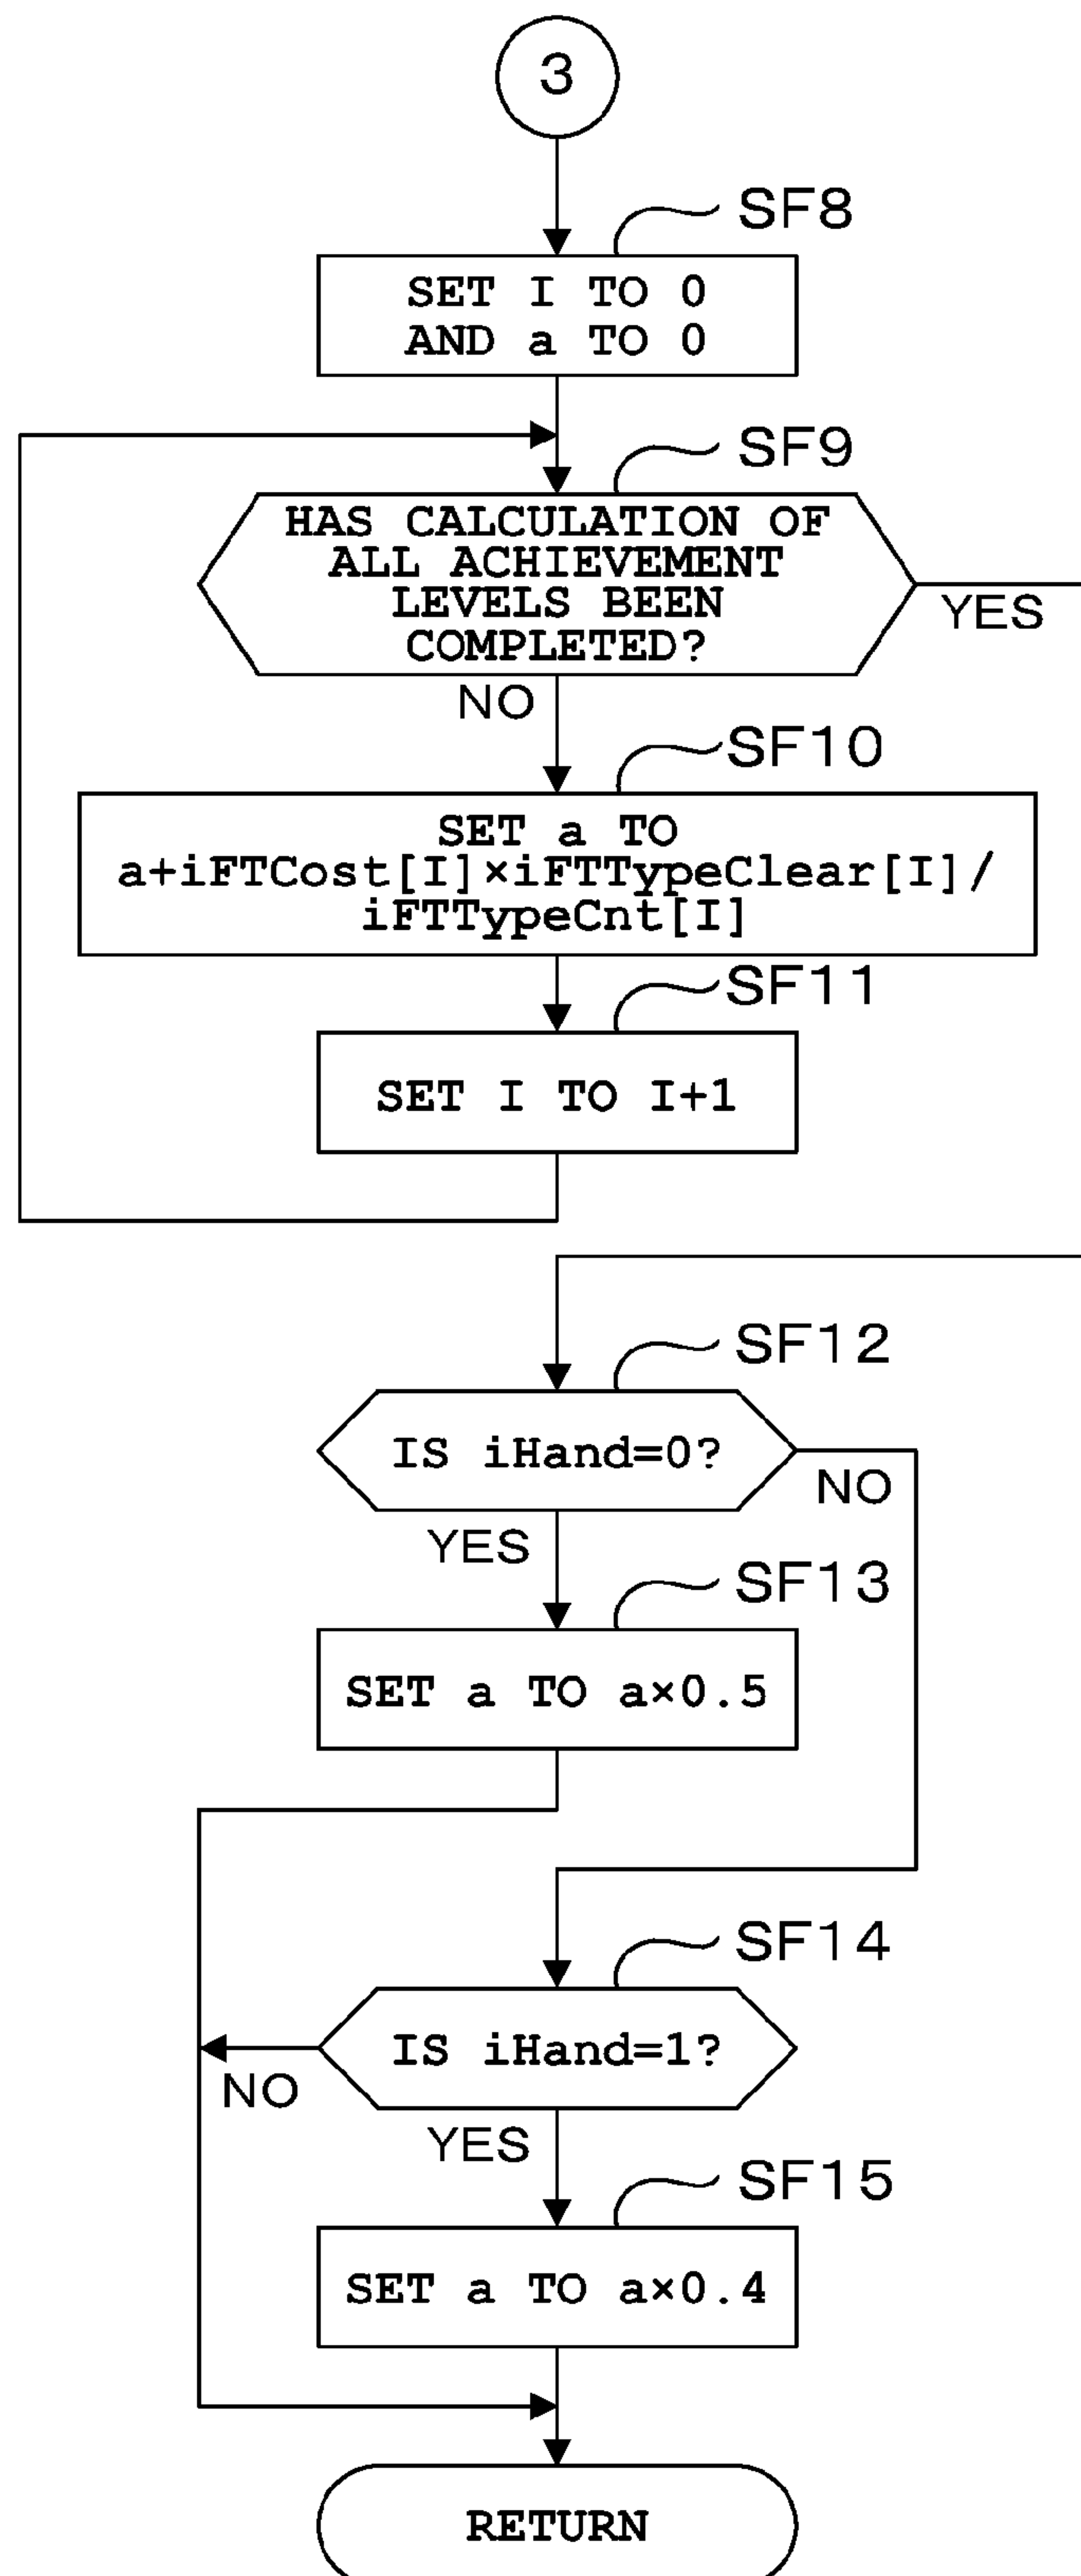 3
SF8
SET I TO 0
AND a TO 0
SF9
HAS CALCULATION OF
ALL ACHIEVEMENT
LEVELS BEEN
COMPLETED?
YES
NO
SF10
SET a TO
a+iFTCost[I]×iFTTypeClear[I]/
iFTTypeCnt[I]
SF11
SET I TO I+1
SF12
IS iHand=0?
NO
YES
SF13
SET a TO a×0.5
SF14
IS iHand=1?
NO
YES
SF15
SET a TO a×0.4
RETURN